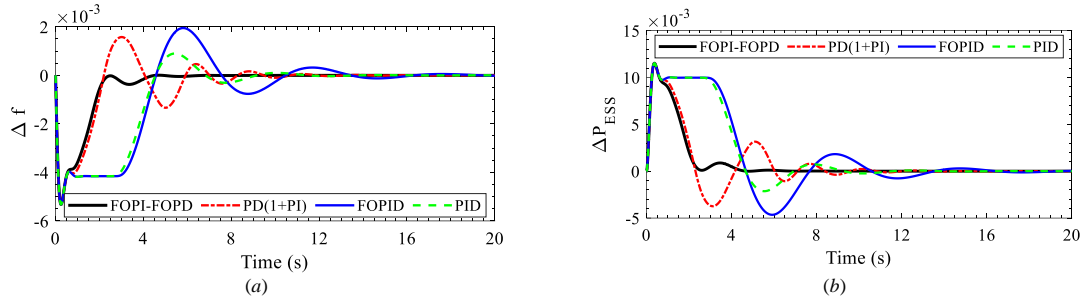 ×10⁻³
2
0
-2
-4
-6
Δ f
FOPI-FOPD PD(1+PI) FOPID PID
0 4 8 12 16 20
Time (s)
(a)
×10⁻³
15
10
5
0
-5
ΔP_ESS
FOPI-FOPD PD(1+PI) FOPID PID
0 4 8 12 16 20
Time (s)
(b)